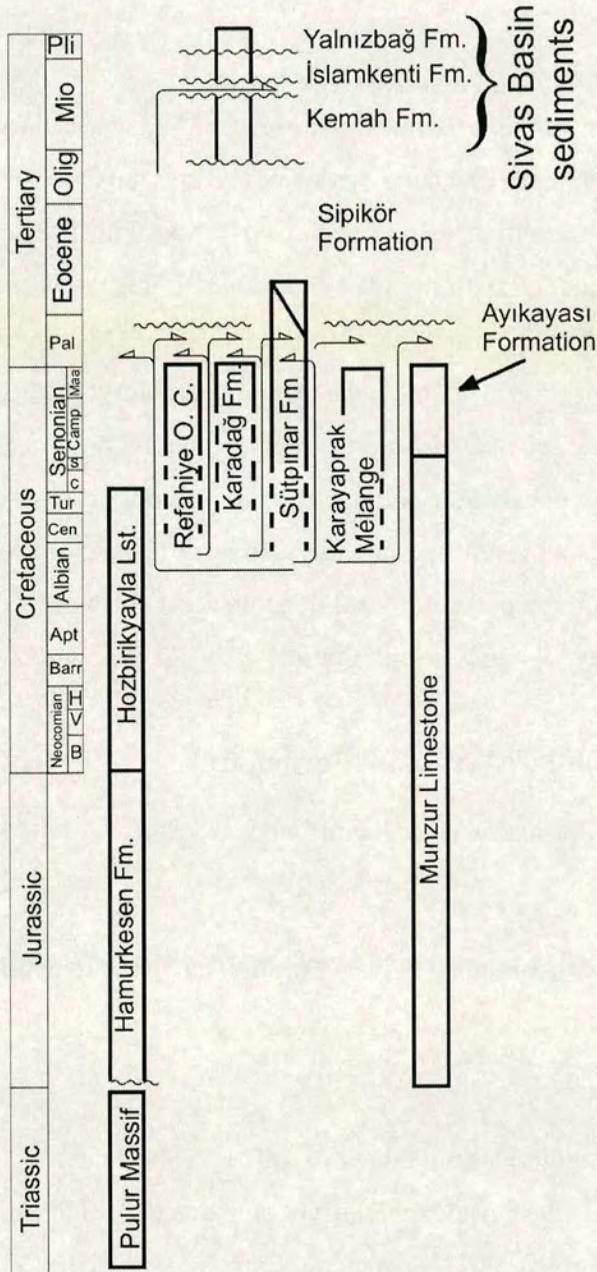 Yalnızbağ Fm.
İslamkenti Fm.
Kemah Fm.
Sivas Basin
sediments
Sipikör
Formation
Ayıkayası
Formation
Tertiary
Cretaceous
Jurassic
Triassic
Pli
Mio
Olig
Eocene
Pal
Senonian
Maa
Camp
S
C
Tur
Cen
Albian
Apt
Barr
Neocomian
H
V
B
Refahiye O. C.
Karadağ Fm.
Sütpınar Fm
Karayaprak
Mélange
Hozbirikyayla Lst.
Hamurkesen Fm.
Pulur Massif
Munzur Limestone